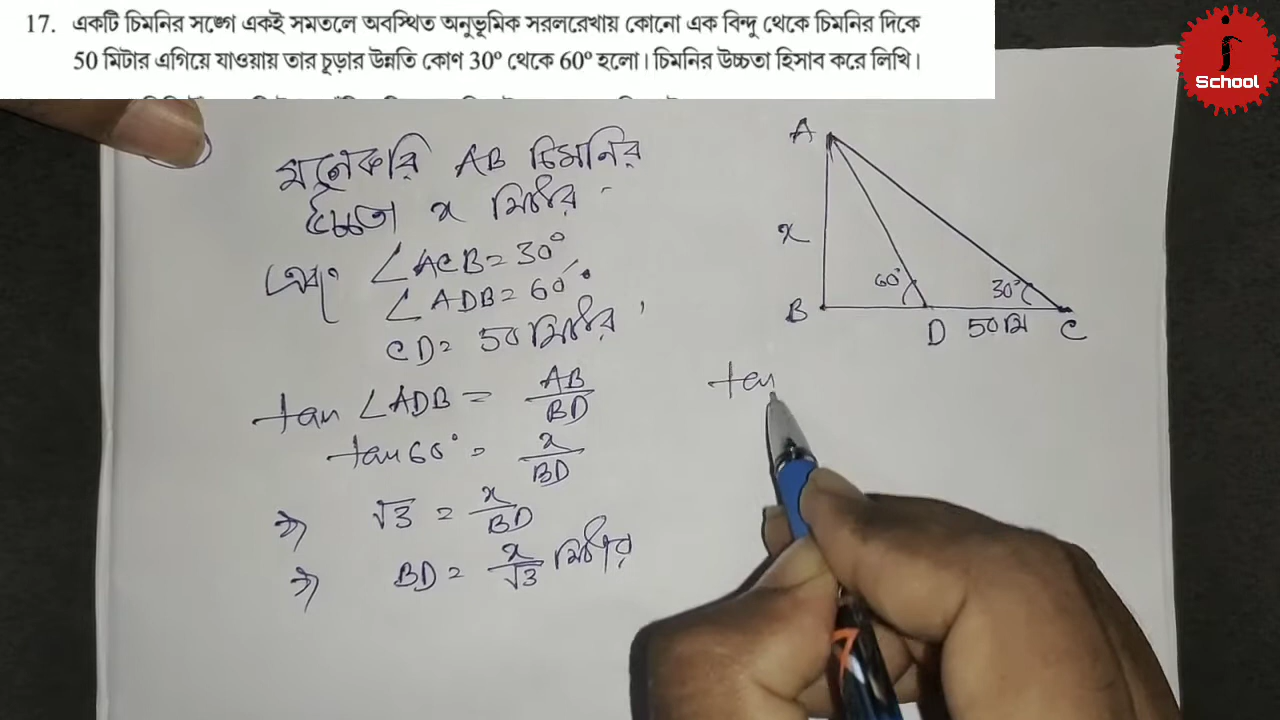 17. একটি চিমনির সঙ্গে একই সমতলে অবস্থিত অনুভূমিক সরলরেখায় কোনো এক বিন্দু থেকে চিমনির দিকে
50 মিটার এগিয়ে যাওয়ায় তার চূড়ার উন্নতি কোণ 30° থেকে 60° হলো। চিমনির উচ্চতা হিসাব করে লিখি।
School
মনেকরি AB চিমনির
উচ্চতা x মিটার
এবং ∠ACB = 30°
∠ADB = 60°
CD = 50 মিটার
tan ∠ADB = AB/BD
tan 60° = x/BD
⇒ √3 = x/BD
⇒ BD = x/√3 মিটার
A
x
60° 30°
B D 50মি C
tan